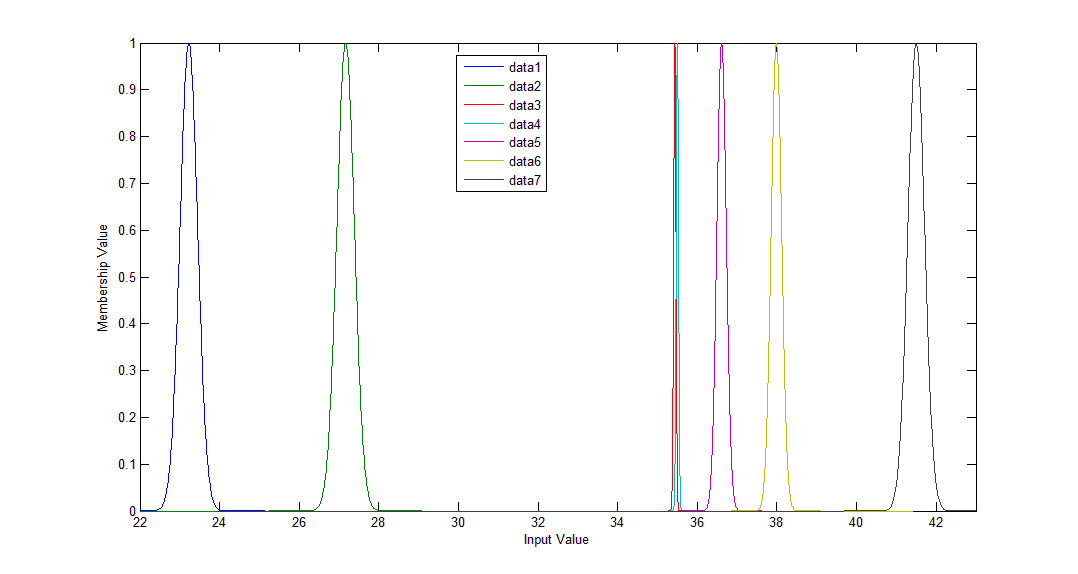 1
0.9
0.8
0.7
0.6
0.5
0.4
0.3
0.2
0.1
0
Membership Value
data1
data2
data3
data4
data5
data6
data7
22 24 26 28 30 32 34 36 38 40 42
Input Value